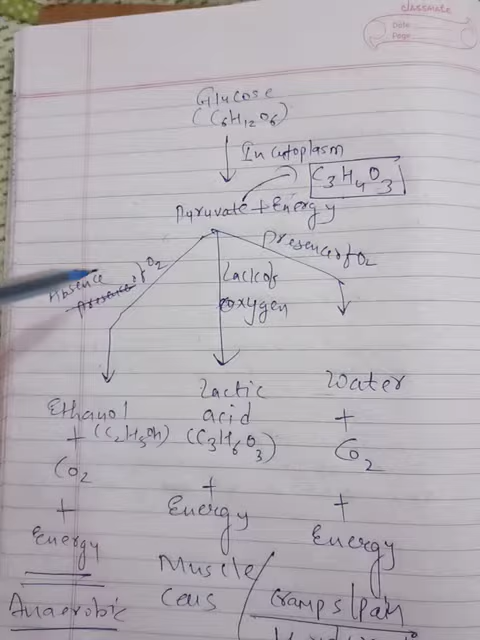 classmate
Date
Page
Glucose
(C6H12O6)
In cytoplasm
C3H4O3
Pyruvate + Energy
Absence of O2
Lack of
oxygen
Presence of O2
Ethanol
+ (C2H5OH)
CO2
+
Energy
Anaerobic
Lactic
acid
(C3H6O3)
+
Energy
Muscle
Cells
Water
+
CO2
+
Energy
Cramps/Pain